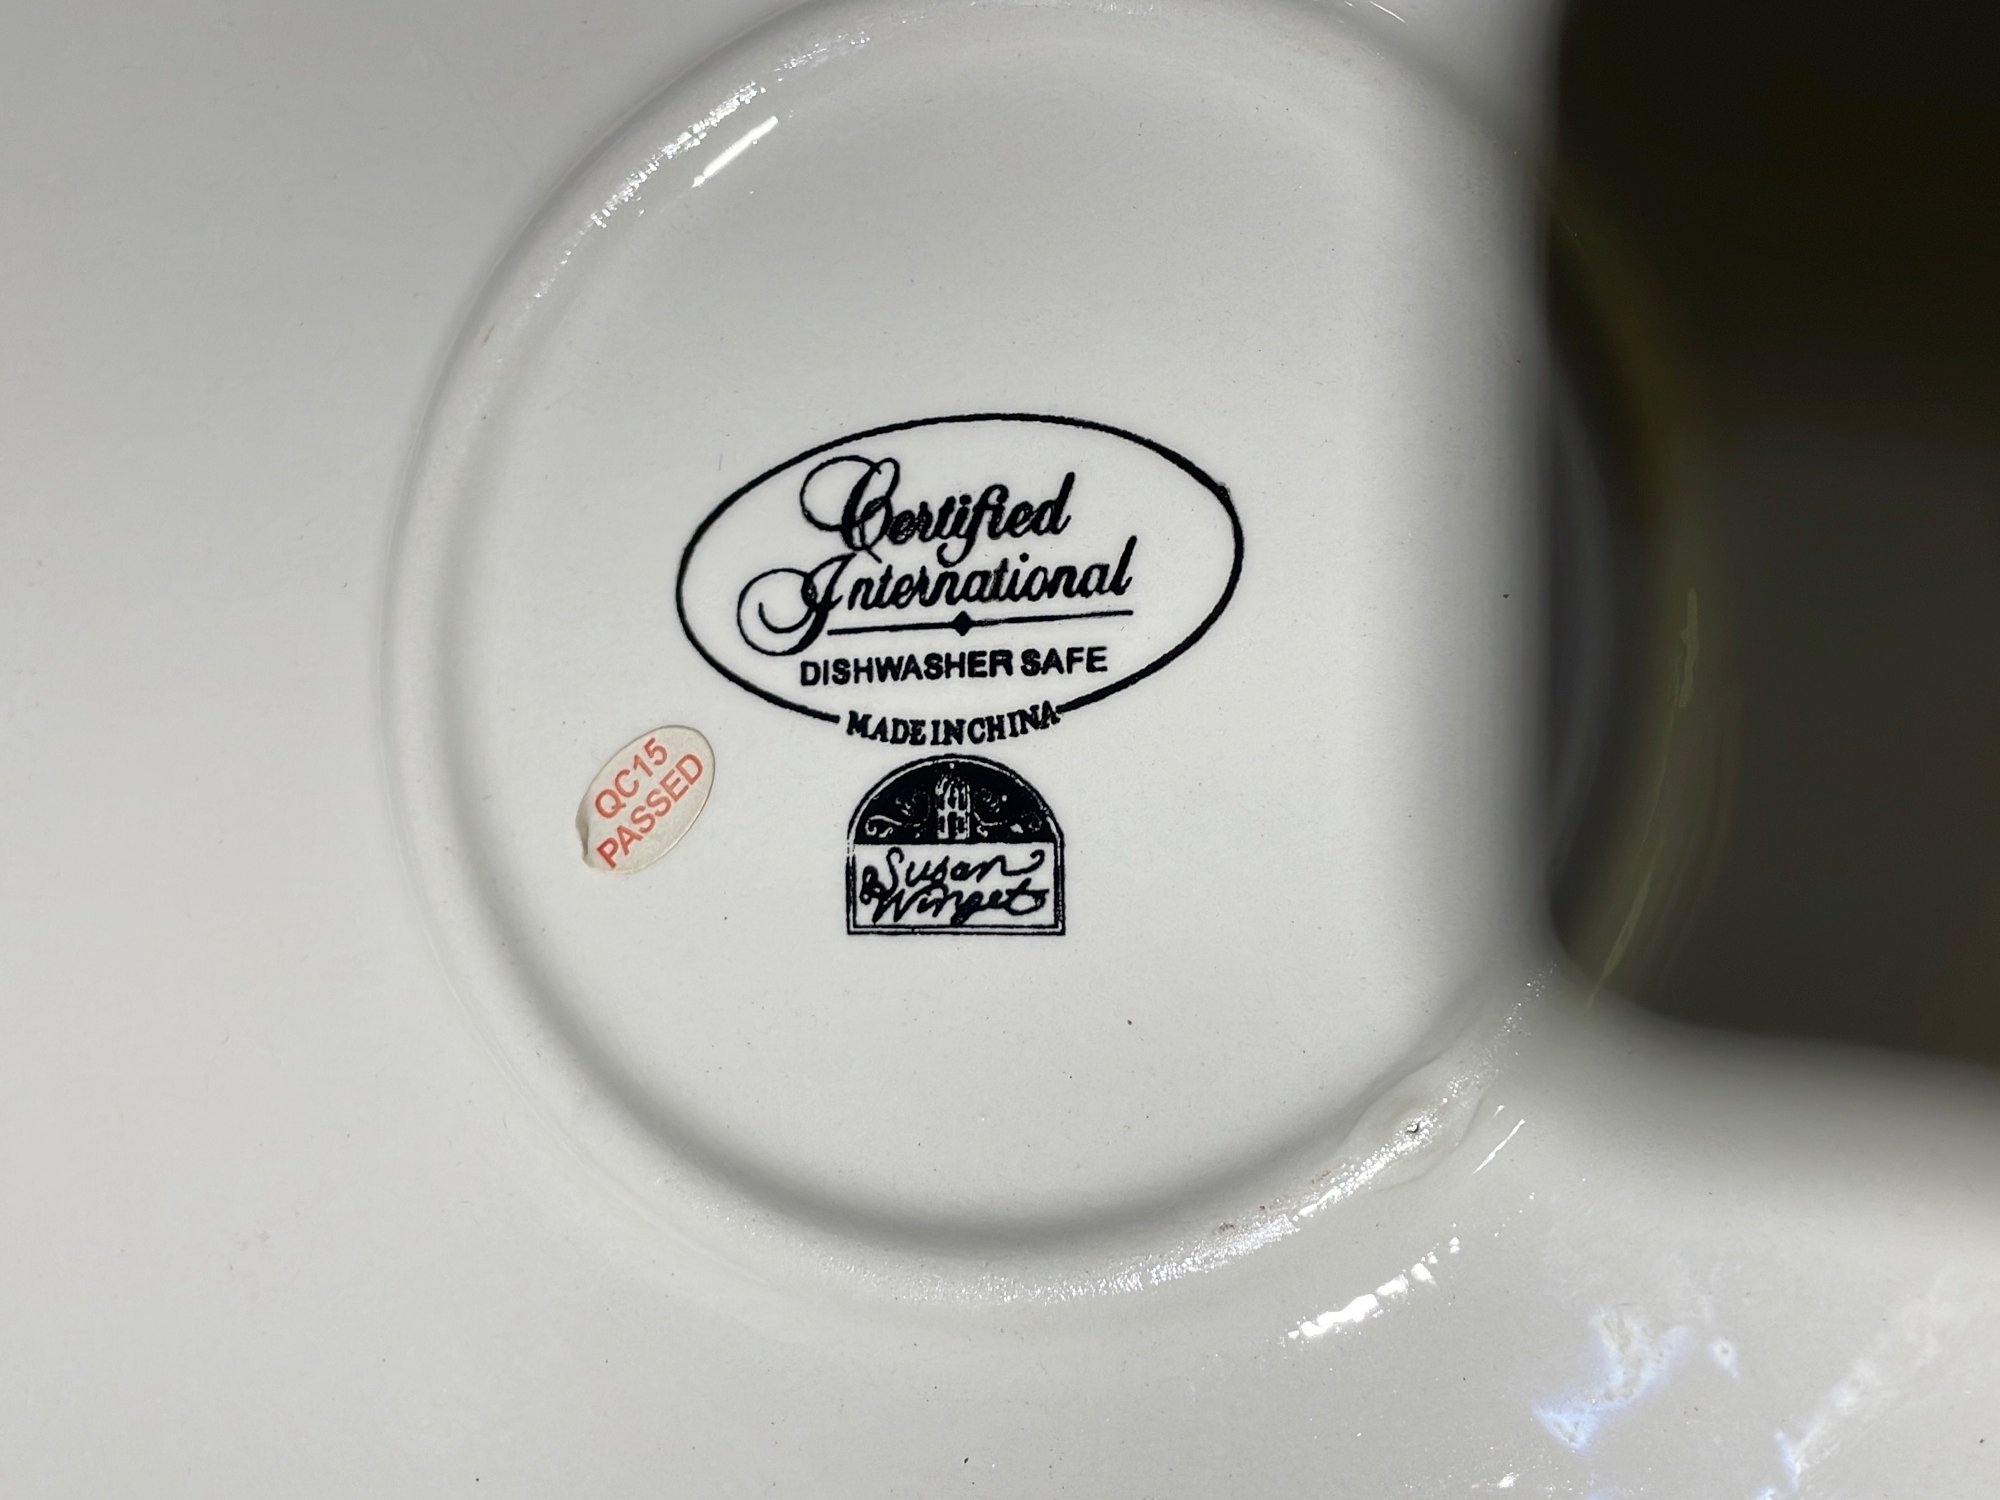 Certified
International
DISHWASHER SAFE
MADE IN CHINA
QC15
PASSED
Susan
Winget